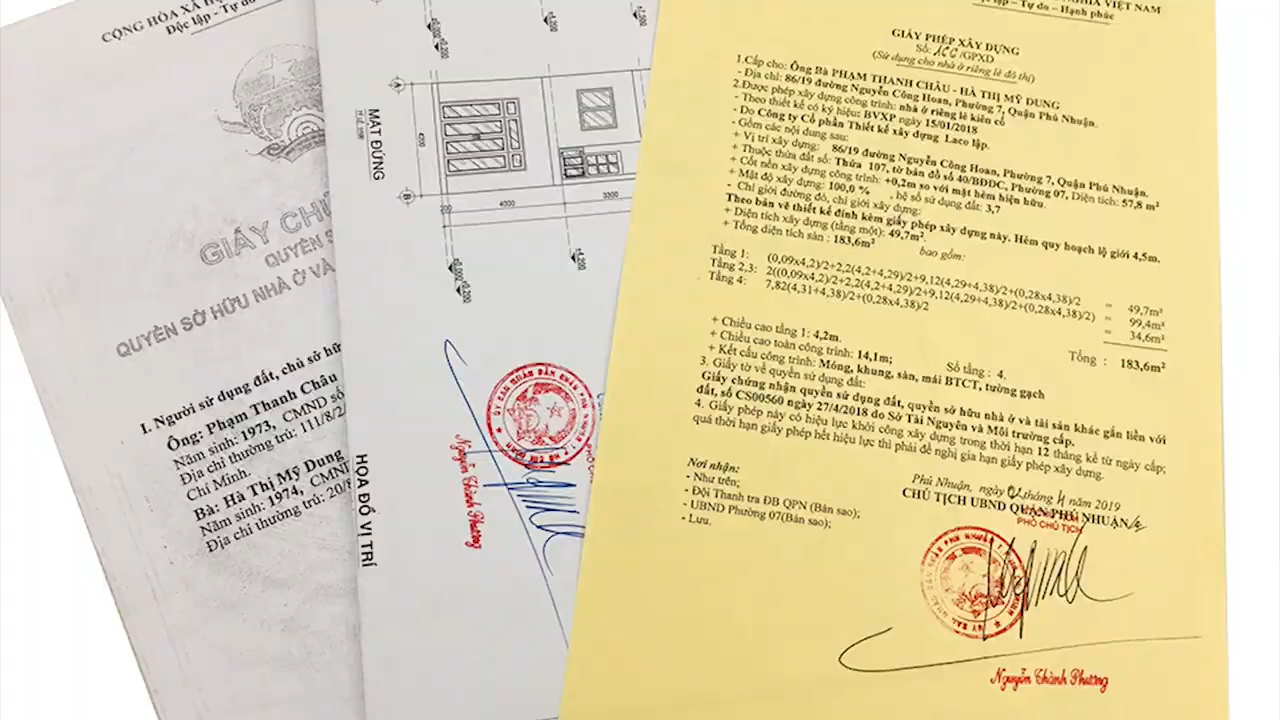 CỘNG HÒA XÃ H
Độc lập - Tự do
GIẤY CHỨ
QUYỀN S
QUYỀN SỞ HỮU NHÀ Ở VÀ
I. Người sử dụng đất, chủ sở hữ
Ông: Phạm Thanh Châu
Năm sinh: 1973, CMND số
Địa chỉ thường trú: 111/8/2
Chí Minh.
Bà: Hà Thị Mỹ Dung
Năm sinh: 1974, CMND
Địa chỉ thường trú: 20/8
MẶT ĐỨNG
A
B
4200
200
4000
3300
±0,000
-0,200
+4,200
ỦY BAN NHÂN DÂN QUẬN PHÚ NHUẬN
Nguyễn Thành Phương
HỌA ĐỒ VỊ TRÍ
NGHĨA VIỆT NAM
Độc lập – Tự do – Hạnh phúc
GIẤY PHÉP XÂY DỰNG
Số: /GPXD
(Sử dụng cho nhà ở riêng lẻ đô thị)
1.Cấp cho: Ông Bà PHẠM THANH CHÂU - HÀ THỊ MỸ DUNG
- Địa chỉ: 86/19 đường Nguyễn Công Hoan, Phường 7, Quận Phú Nhuận.
2.Được phép xây dựng công trình: nhà ở riêng lẻ kiên cố
- Theo thiết kế có ký hiệu: BVXP ngày 15/01/2018
- Do Công ty Cổ phần Thiết kế xây dựng Laco lập.
- Gồm các nội dung sau:
+ Vị trí xây dựng: 86/19 đường Nguyễn Công Hoan, Phường 7, Quận Phú Nhuận.
+ Thuộc thửa đất số: Thửa 107, tờ bản đồ số 40/BĐĐC, Phường 07, Diện tích: 57,8 m²
+ Cốt nền xây dựng công trình: +0,2m so với mặt hẻm hiện hữu.
+ Mật độ xây dựng: 100,0 % , hệ số sử dụng đất: 3,7
- Chỉ giới đường đỏ, chỉ giới xây dựng:
Theo bản vẽ thiết kế đính kèm giấy phép xây dựng này. Hẻm quy hoạch lộ giới 4,5m.
+ Diện tích xây dựng (tầng một): 49,7m².
+ Tổng diện tích sàn : 183,6m² bao gồm:
Tầng 1: (0,09x4,2)/2+2,2(4,2+4,29)/2+9,12(4,29+4,38)/2+(0,28x4,38)/2 = 49,7m²
Tầng 2,3: 2((0,09x4,2)/2+2,2(4,2+4,29)/2+9,12(4,29+4,38)/2+(0,28x4,38)/2) = 99,4m²
Tầng 4: 7,82(4,31+4,38)/2+(0,28x4,38)/2 = 34,6m²
Tổng : 183,6m²
+ Chiều cao tầng 1: 4,2m.
+ Chiều cao toàn công trình: 14,1m; Số tầng : 4.
+ Kết cấu công trình: Móng, khung, sàn, mái BTCT, tường gạch
3. Giấy tờ về quyền sử dụng đất:
Giấy chứng nhận quyền sử dụng đất, quyền sở hữu nhà ở và tài sản khác gắn liền với
đất, số CS00560 ngày 27/4/2018 do Sở Tài Nguyên và Môi trường cấp.
4. Giấy phép này có hiệu lực khởi công xây dựng trong thời hạn 12 tháng kể từ ngày cấp;
quá thời hạn giấy phép hết hiệu lực thì phải đề nghị gia hạn giấy phép xây dựng.
Nơi nhận:
- Như trên;
- Đội Thanh tra ĐB QPN (Bản sao);
- UBND Phường 07(Bản sao);
- Lưu.
Phú Nhuận, ngày tháng năm 2019
CHỦ TỊCH UBND QUẬN PHÚ NHUẬN
PHÓ CHỦ TỊCH
Nguyễn Thành Phương